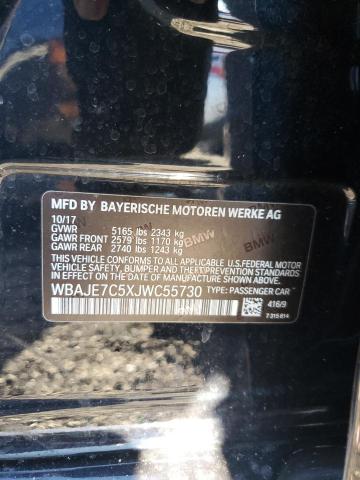 MFD BY BAYERISCHE MOTOREN WERKE AG
10/17
GVWR 5165 lbs 2343 kg
GAWR FRONT 2579 lbs 1170 kg
GAWR REAR 2740 lbs 1243 kg
BMW
BMW
THIS VEHICLE CONFORMS TO ALL APPLICABLE U.S.FEDERAL MOTOR
VEHICLE SAFETY, BUMPER, AND THEFT PREVENTION STANDARDS
IN EFFECT ON THE DATE OF MANUFACTURE SHOWN ABOVE.
WBAJE7C5XJWC55730 TYPE: PASSENGER CAR
416/9
7 315 814